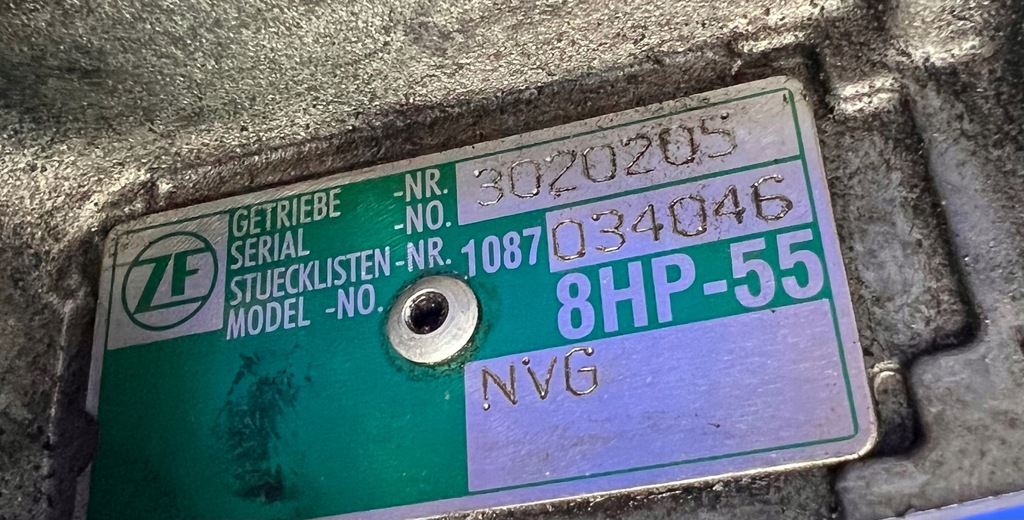 ZF
GETRIEBE -NR. 3020205
SERIAL -NO.
STUECKLISTEN-NR. 1087 034046
MODEL -NO. 8HP-55
NVG